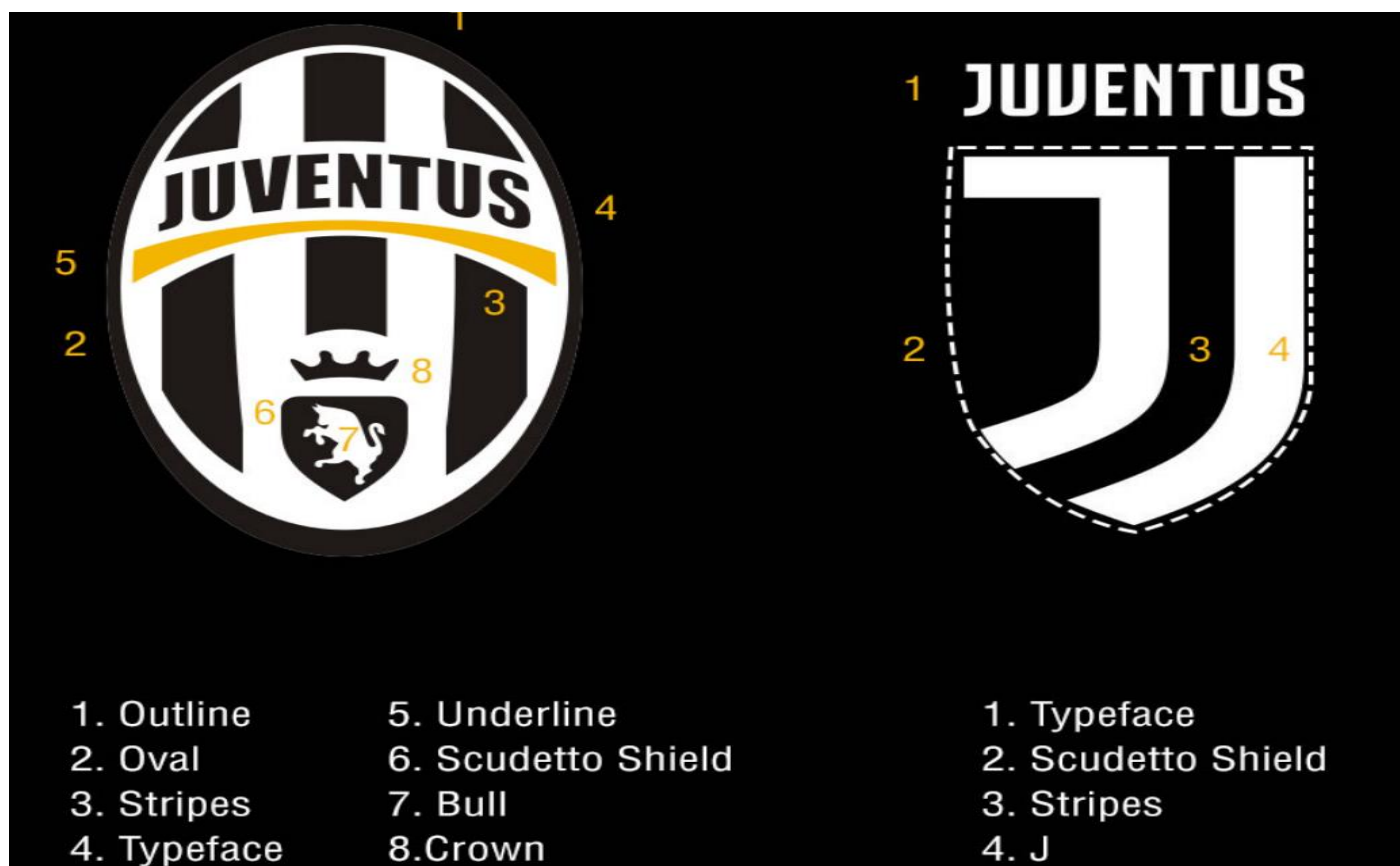 1
JUVENTUS
4
5
3
2
8
6
7
1
JUVENTUS
2
3
4
1. Outline
2. Oval
3. Stripes
4. Typeface
5. Underline
6. Scudetto Shield
7. Bull
8.Crown
1. Typeface
2. Scudetto Shield
3. Stripes
4. J